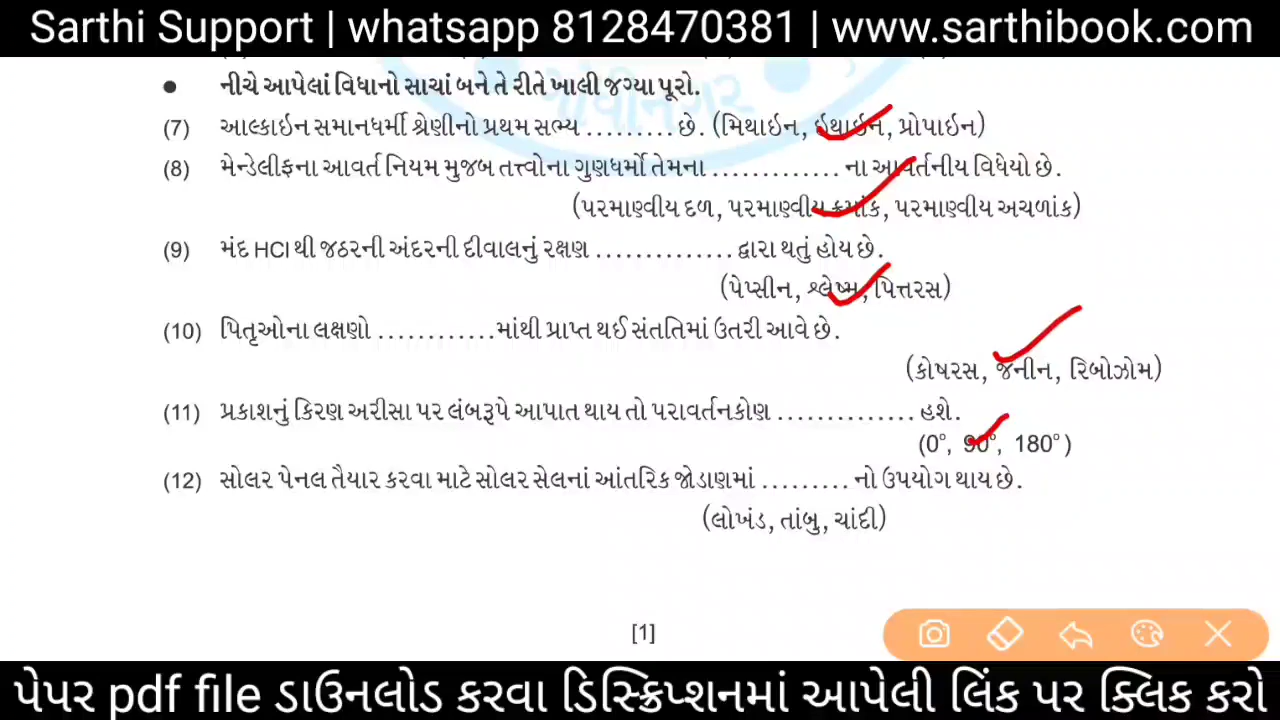 Sarthi Support | whatsapp 8128470381 | www.sarthibook.com
● નીચે આપેલાં વિધાનો સાચાં બને તે રીતે ખાલી જગ્યા પૂરો.
(7) આલ્કાઇન સમાનધર્મી શ્રેણીનો પ્રથમ સભ્ય ......... છે. (મિથાઇન, ઇથાઇન, પ્રોપાઇન)
(8) મેન્ડેલીફના આવર્ત નિયમ મુજબ તત્ત્વોના ગુણધર્મો તેમના ............. ના આવર્તનીય વિધેયો છે.
(પરમાણ્વીય દળ, પરમાણ્વીય ક્રમાંક, પરમાણ્વીય અચળાંક)
(9) મંદ HCl થી જઠરની અંદરની દીવાલનું રક્ષણ .............. દ્વારા થતું હોય છે.
(પેપ્સીન, શ્લેષ્મ, પિત્તરસ)
(10) પિતૃઓના લક્ષણો ............માંથી પ્રાપ્ત થઈ સંતતિમાં ઉતરી આવે છે.
(કોષરસ, જનીન, રિબોઝોમ)
(11) પ્રકાશનું કિરણ અરીસા પર લંબરૂપે આપાત થાય તો પરાવર્તનકોણ .............. હશે.
(0°, 90°, 180°)
(12) સોલર પેનલ તૈયાર કરવા માટે સોલર સેલનાં આંતરિક જોડાણમાં ......... નો ઉપયોગ થાય છે.
(લોખંડ, તાંબુ, ચાંદી)
[1]
પેપર pdf file ડાઉનલોડ કરવા ડિસ્ક્રિપ્શનમાં આપેલી લિંક પર ક્લિક કરો